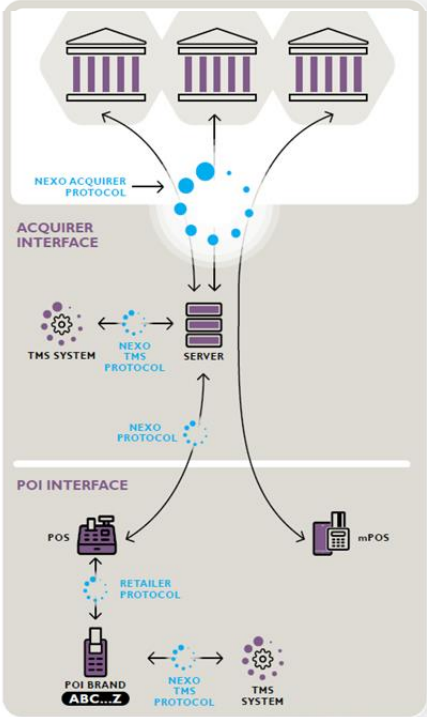 NEXO ACQUIRER
PROTOCOL
ACQUIRER
INTERFACE
TMS SYSTEM
NEXO
TMS
PROTOCOL
SERVER
NEXO
PROTOCOL
POI INTERFACE
POS
mPOS
RETAILER
PROTOCOL
POI BRAND
ABC...Z
NEXO
TMS
PROTOCOL
TMS
SYSTEM